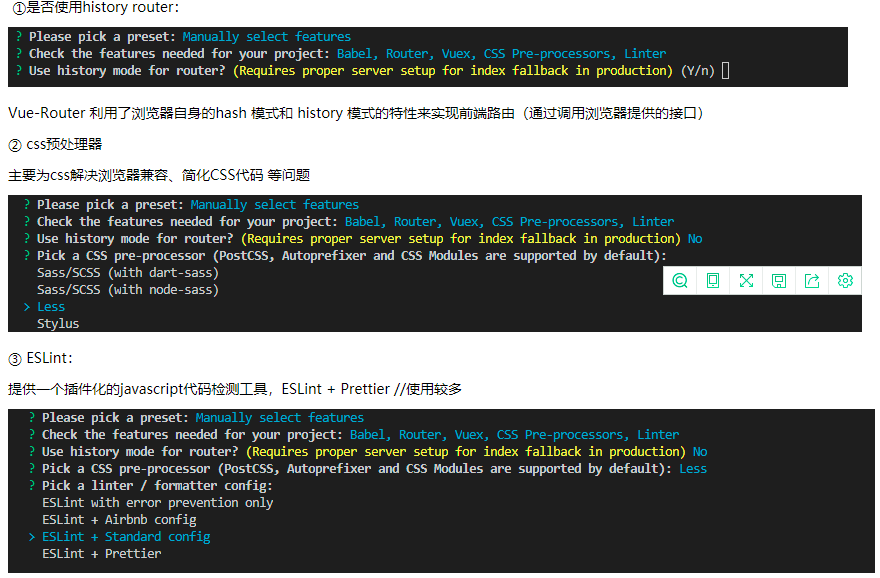 ①是否使用history router：
? Please pick a preset: Manually select features
? Check the features needed for your project: Babel, Router, Vuex, CSS Pre-processors, Linter
? Use history mode for router? (Requires proper server setup for index fallback in production) (Y/n)
Vue-Router 利用了浏览器自身的hash 模式和 history 模式的特性来实现前端路由（通过调用浏览器提供的接口）
② css预处理器
主要为css解决浏览器兼容、简化CSS代码 等问题
? Please pick a preset: Manually select features
? Check the features needed for your project: Babel, Router, Vuex, CSS Pre-processors, Linter
? Use history mode for router? (Requires proper server setup for index fallback in production) No
? Pick a CSS pre-processor (PostCSS, Autoprefixer and CSS Modules are supported by default):
Sass/SCSS (with dart-sass)
Sass/SCSS (with node-sass)
> Less
Stylus
③ ESLint：
提供一个插件化的javascript代码检测工具，ESLint + Prettier //使用较多
? Please pick a preset: Manually select features
? Check the features needed for your project: Babel, Router, Vuex, CSS Pre-processors, Linter
? Use history mode for router? (Requires proper server setup for index fallback in production) No
? Pick a CSS pre-processor (PostCSS, Autoprefixer and CSS Modules are supported by default): Less
? Pick a linter / formatter config:
ESLint with error prevention only
ESLint + Airbnb config
> ESLint + Standard config
ESLint + Prettier